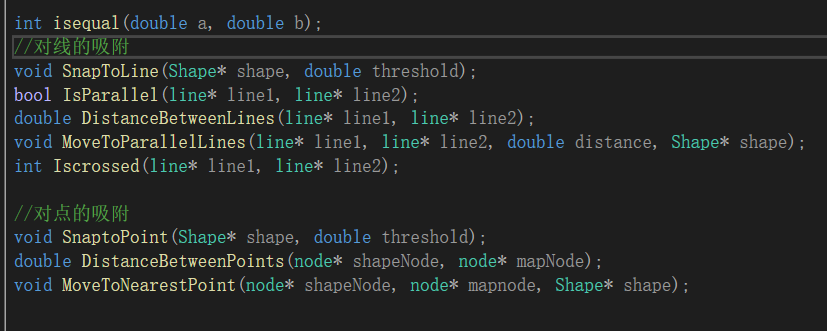 int isequal(double a, double b);
//对线的吸附
void SnapToLine(Shape* shape, double threshold);
bool IsParallel(line* line1, line* line2);
double DistanceBetweenLines(line* line1, line* line2);
void MoveToParallelLines(line* line1, line* line2, double distance, Shape* shape);
int Iscrossed(line* line1, line* line2);
//对点的吸附
void SnaptoPoint(Shape* shape, double threshold);
double DistanceBetweenPoints(node* shapeNode, node* mapNode);
void MoveToNearestPoint(node* shapeNode, node* mapnode, Shape* shape);